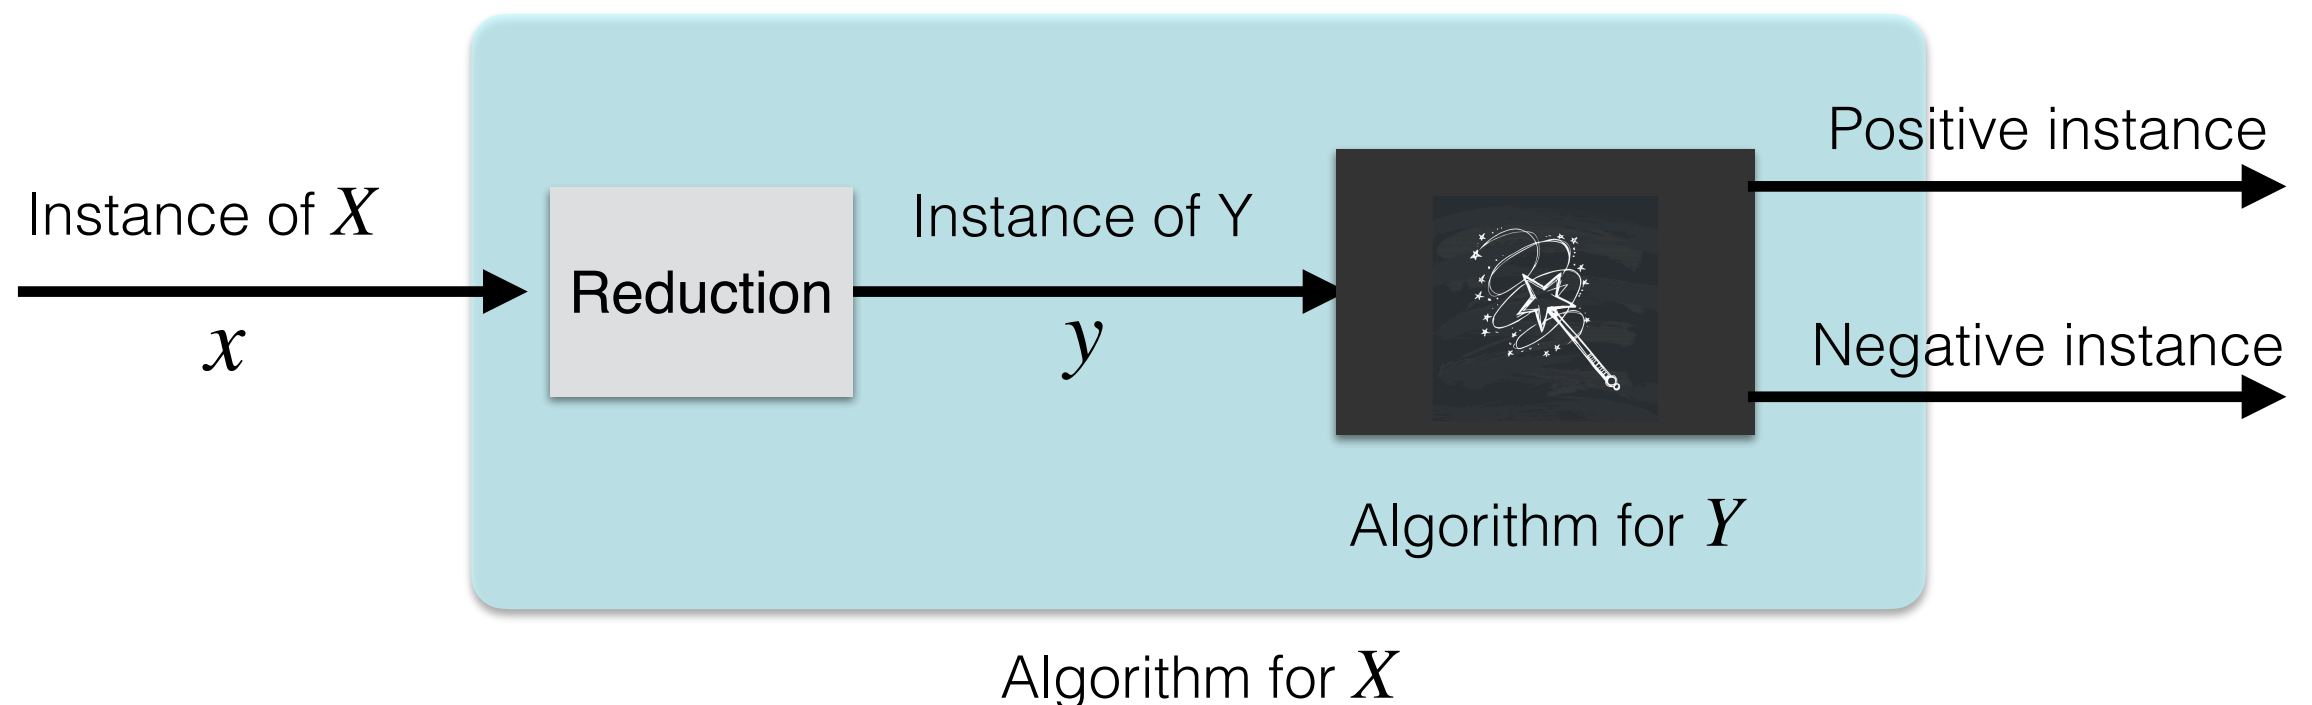 Positive instance
Instance of X
Instance of Y
Reduction
x
y
Negative instance
Algorithm for Y
Algorithm for X